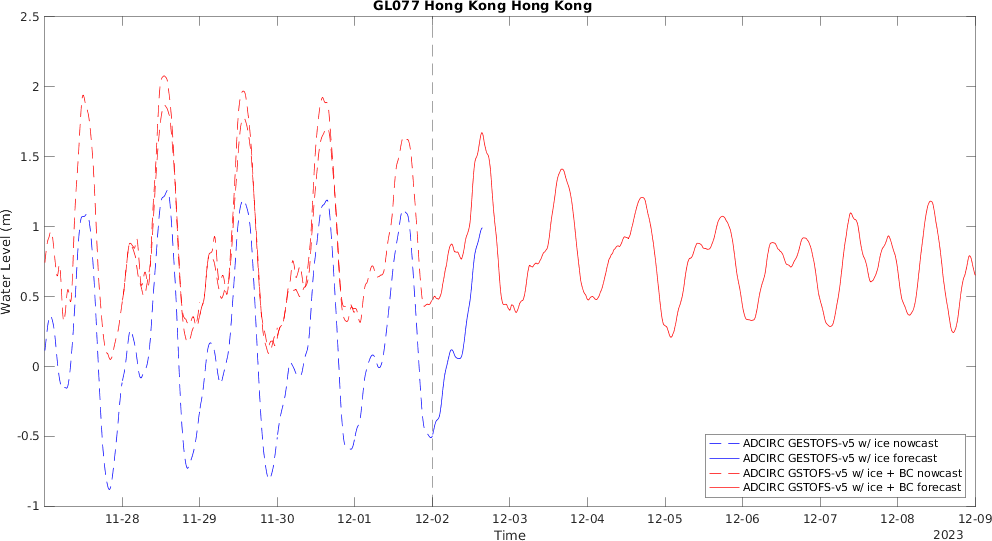 GL077 Hong Kong Hong Kong
Water Level (m)
2.5
2
1.5
1
0.5
0
-0.5
-1
11-28 11-29 11-30 12-01 12-02 12-03 12-04 12-05 12-06 12-07 12-08 12-09
Time
2023
ADCIRC GESTOFS-v5 w/ ice nowcast
ADCIRC GESTOFS-v5 w/ ice forecast
ADCIRC GSTOFS-v5 w/ ice + BC nowcast
ADCIRC GSTOFS-v5 w/ ice + BC forecast